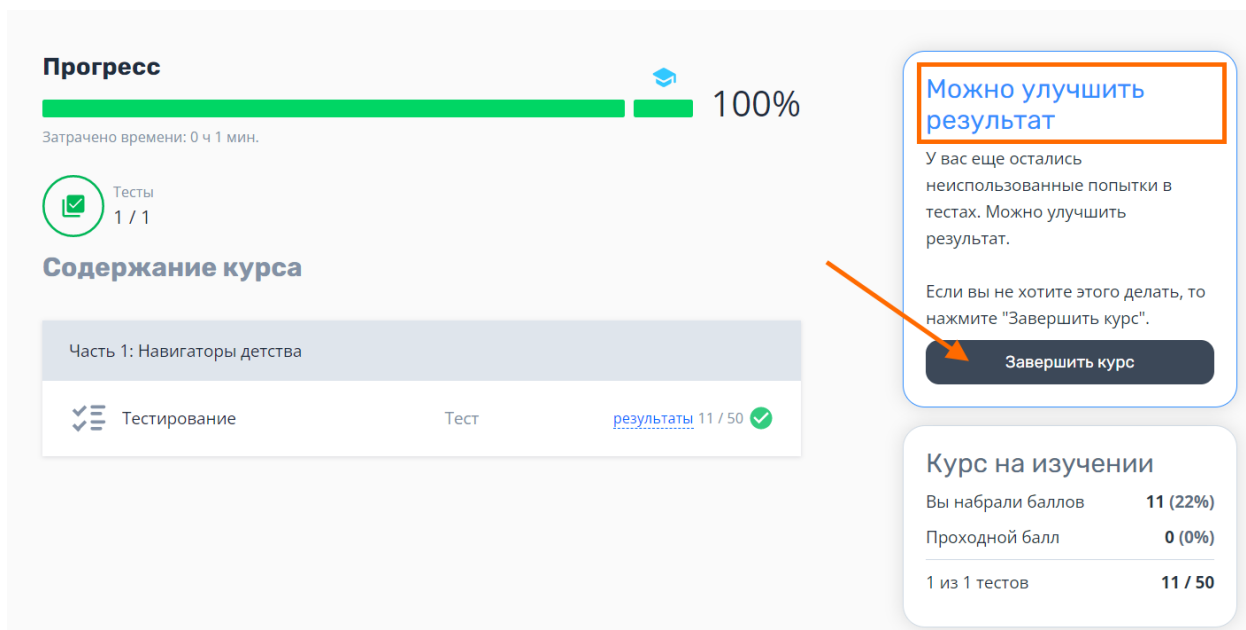 Прогресс
100%
Затрачено времени: 0 ч 1 мин.
Тесты
1 / 1
Содержание курса
Часть 1: Навигаторы детства
Тестирование Тест результаты 11 / 50
Можно улучшить
результат
У вас еще остались
неиспользованные попытки в
тестах. Можно улучшить
результат.
Если вы не хотите этого делать, то
нажмите "Завершить курс".
Завершить курс
Курс на изучении
Вы набрали баллов 11 (22%)
Проходной балл 0 (0%)
1 из 1 тестов 11 / 50